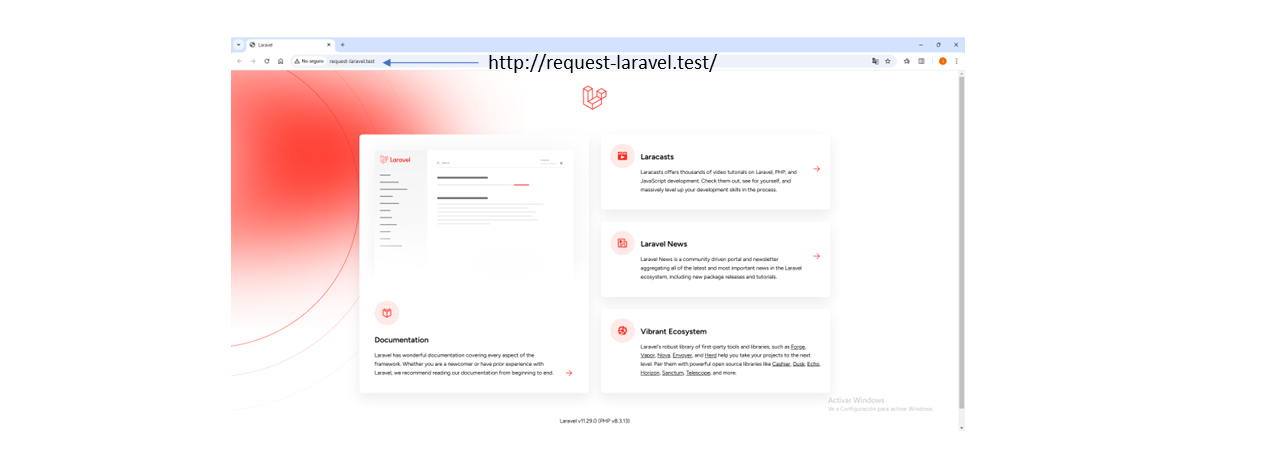 Laravel
No seguro request-laravel.test
http://request-laravel.test/
Laravel
Documentation
Laravel has wonderful documentation covering every aspect of the
framework. Whether you are a newcomer or have prior experience with
Laravel, we recommend reading our documentation from beginning to end.
Laracasts
Laracasts offers thousands of video tutorials on Laravel, PHP, and
JavaScript development. Check them out, see for yourself, and
massively level up your development skills in the process.
Laravel News
Laravel News is a community driven portal and newsletter
aggregating all of the latest and most important news in the Laravel
ecosystem, including new package releases and tutorials.
Vibrant Ecosystem
Laravel's robust library of first-party tools and libraries, such as Forge,
Vapor, Nova, Envoyer, and Herd help you take your projects to the next
level. Pair them with powerful open source libraries like Cashier, Dusk, Echo,
Horizon, Sanctum, Telescope, and more.
Activar Windows
Ve a Configuración para activar Windows.
Laravel v11.29.0 (PHP v8.3.13)